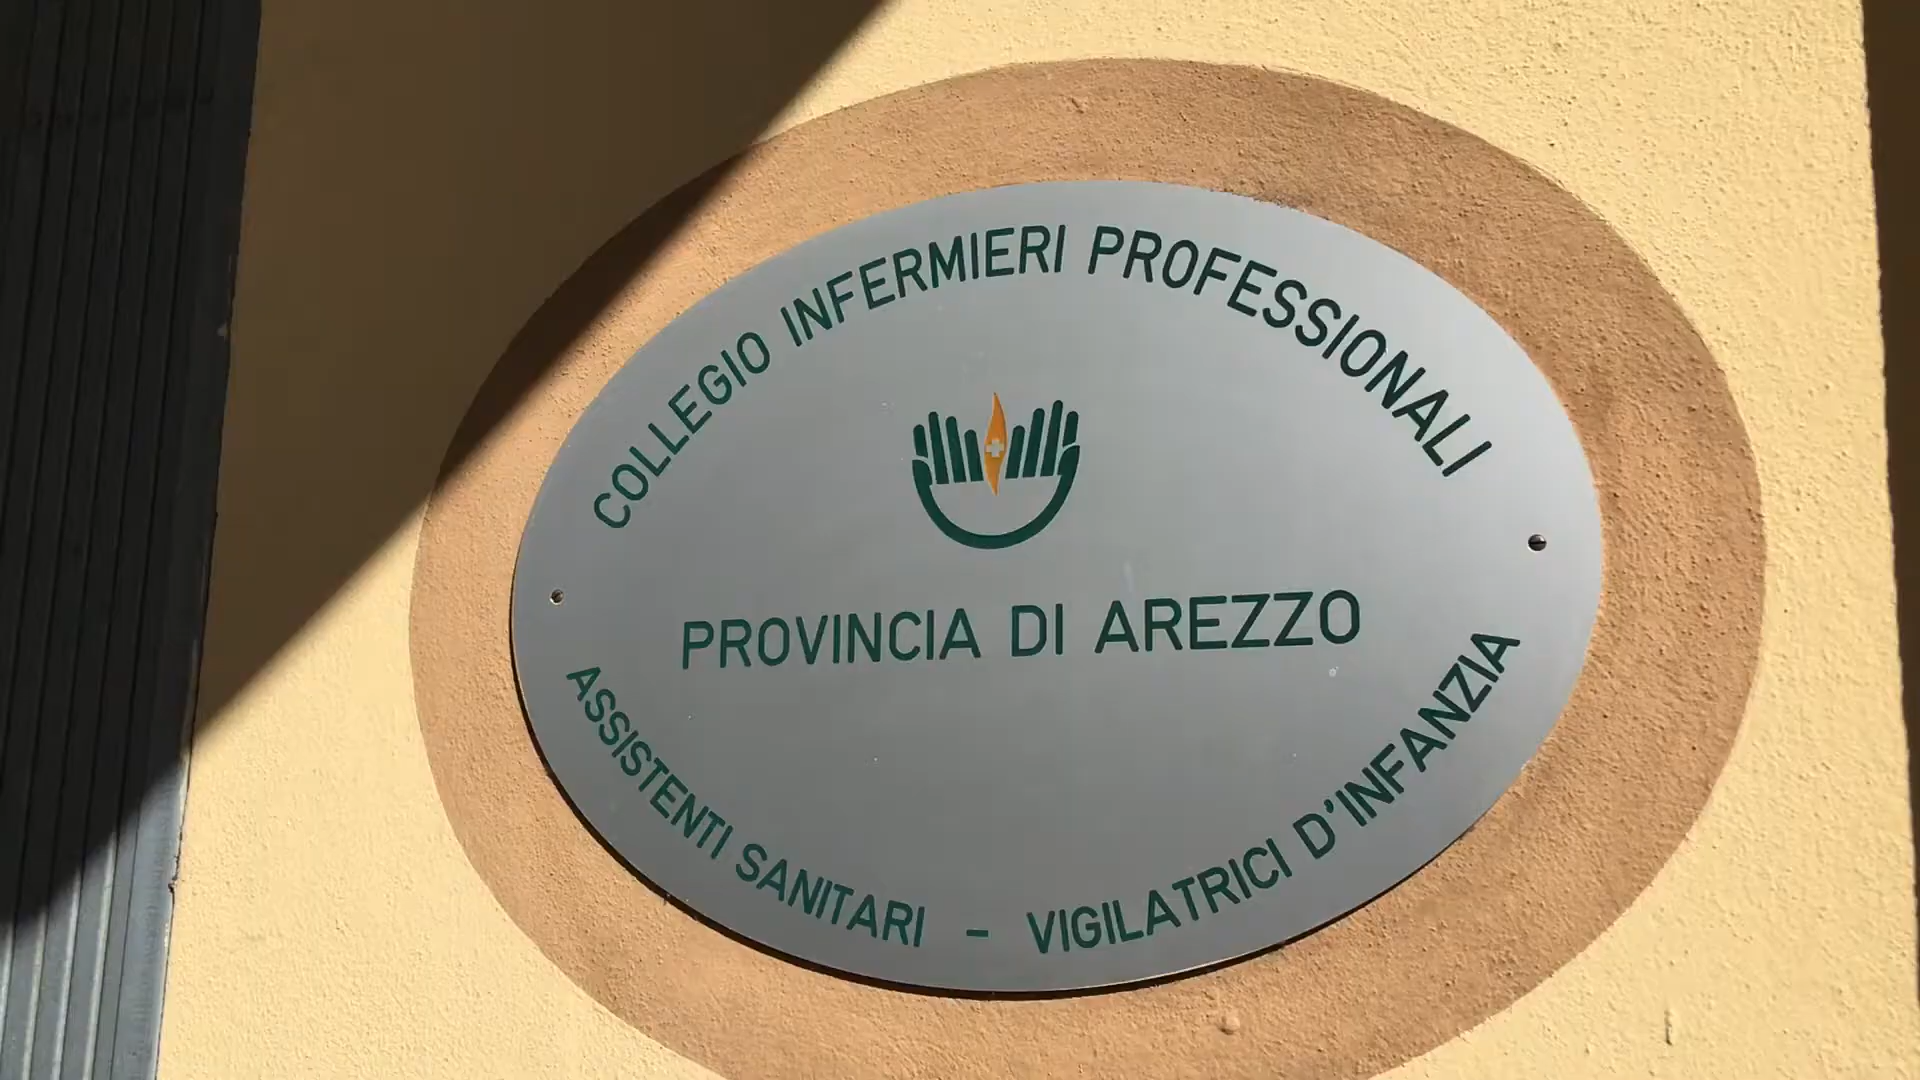 COLLEGIO INFERMIERI PROFESSIONALI
PROVINCIA DI AREZZO
ASSISTENTI SANITARI - VIGILATRICI D'INFANZIA